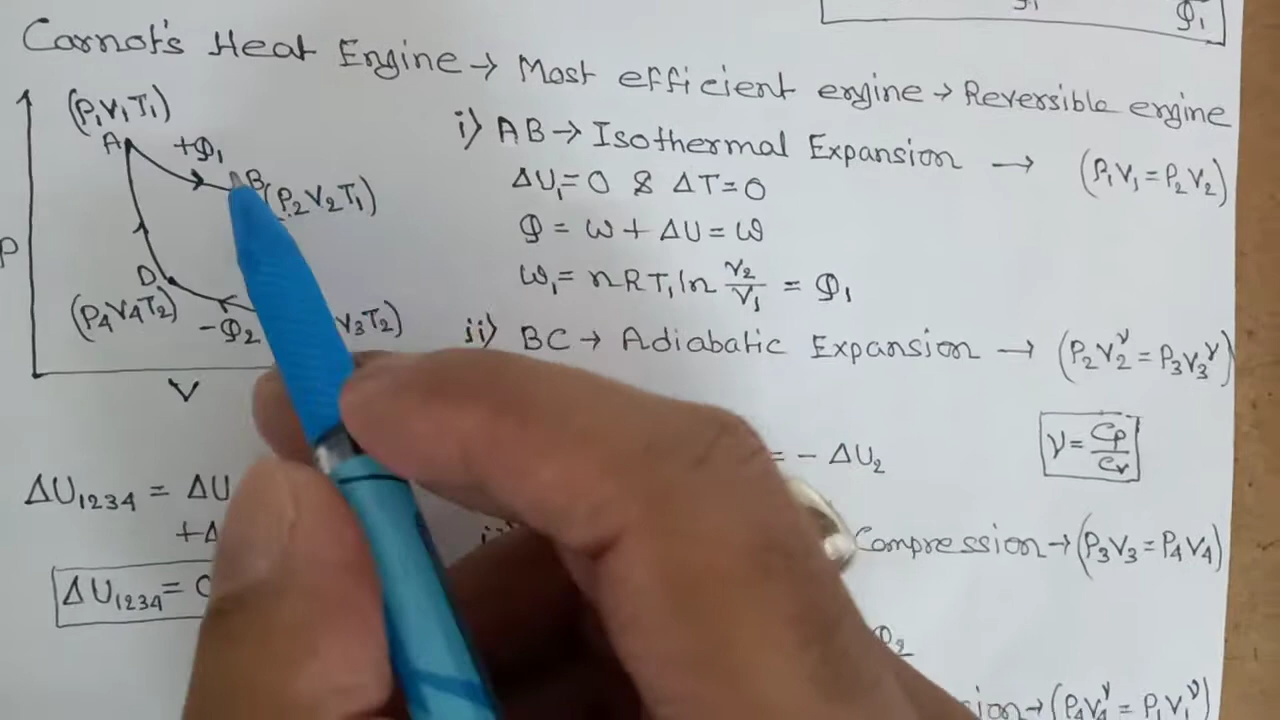 Q₁
Carnot's Heat Engine → Most efficient engine → Reversible engine
(P₁V₁T₁)
A
+Q₁
B
(P₂V₂T₁)
P
D
(P₄V₄T₂)
-Q₂
V₃T₂)
V
i) AB → Isothermal Expansion → (P₁V₁ = P₂V₂)
ΔU₁ = 0 & ΔT = 0
Q = W + ΔU = W
W₁ = nRT₁ ln V₂/V₁ = Q₁
ii) BC → Adiabatic Expansion → (P₂V₂^γ = P₃V₃^γ)
γ = Cp/Cv
= - ΔU₂
ΔU₁₂₃₄ = ΔU
+Δ
ΔU₁₂₃₄ = 0
Compression → (P₃V₃ = P₄V₄)
(P₄V₄^γ = P₁V₁^γ)